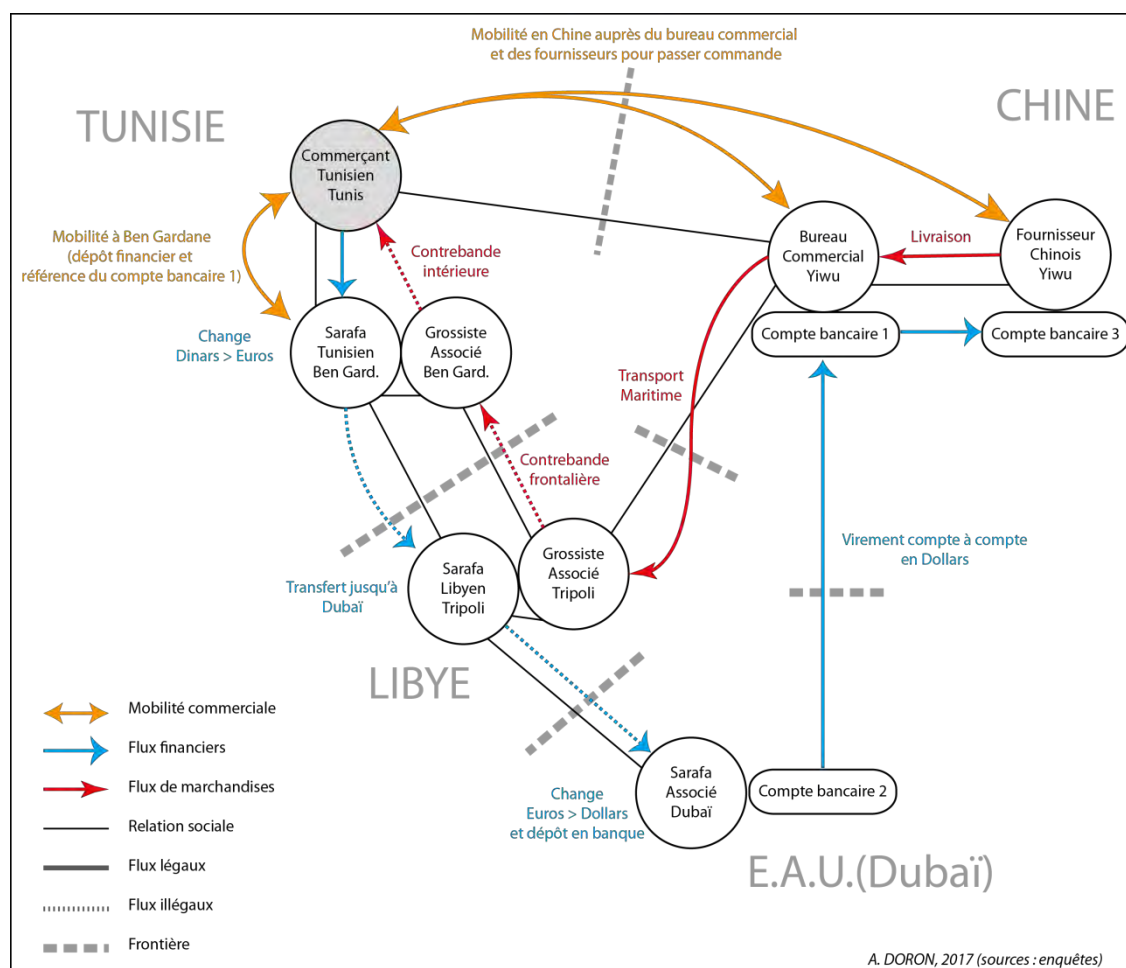 Mobilité en Chine auprès du bureau commercial
et des fournisseurs pour passer commande
TUNISIE
CHINE
Commerçant
Tunisien
Tunis
Mobilité à Ben Gardane
(dépôt financier et
référence du compte bancaire 1)
Contrebande
intérieure
Bureau
Commercial
Yiwu
Livraison
Fournisseur
Chinois
Yiwu
Change
Dinars > Euros
Sarafa
Tunisien
Ben Gard.
Grossiste
Associé
Ben Gard.
Compte bancaire 1
Compte bancaire 3
Transport
Maritime
Contrebande
frontalière
Transfert jusqu'à
Dubaï
Sarafa
Libyen
Tripoli
Grossiste
Associé
Tripoli
Virement compte à compte
en Dollars
LIBYE
Change
Euros > Dollars
et dépôt en banque
Sarafa
Associé
Dubaï
Compte bancaire 2
E.A.U.(Dubaï)
Mobilité commerciale
Flux financiers
Flux de marchandises
Relation sociale
Flux légaux
Flux illégaux
Frontière
A. DORON, 2017 (sources : enquêtes)